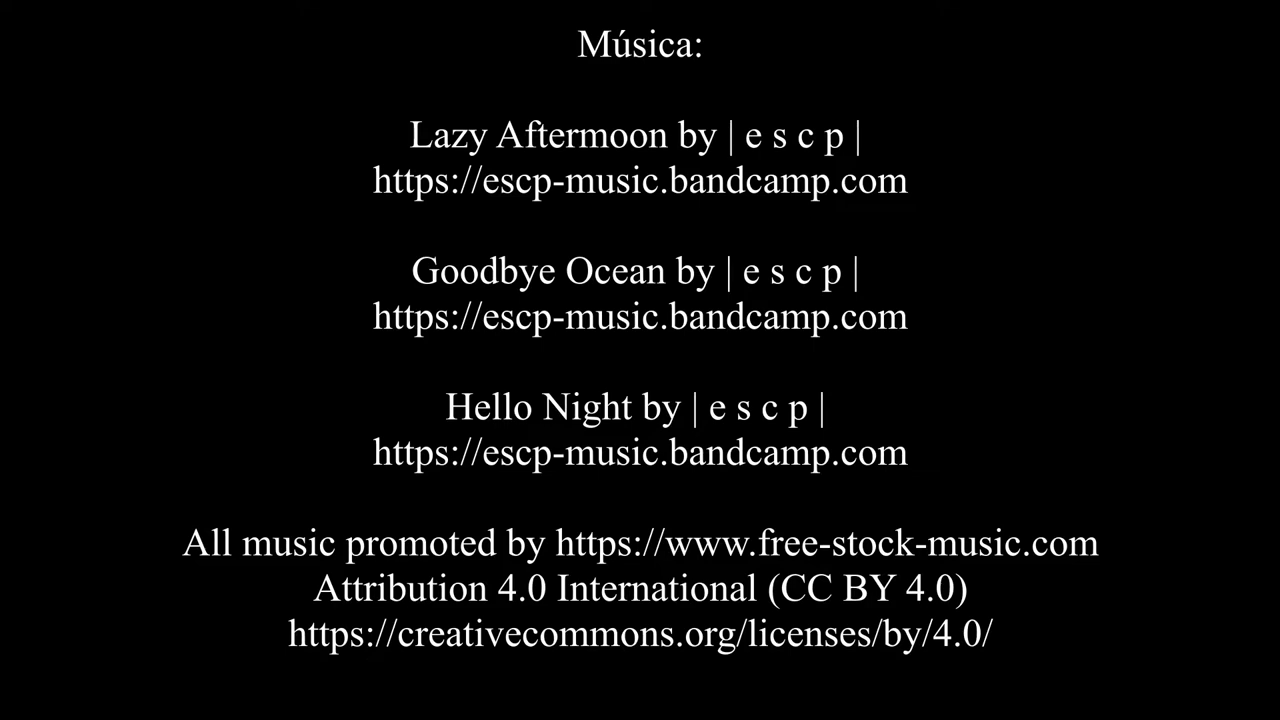 Música:
Lazy Aftermoon by | e s c p |
https://escp-music.bandcamp.com
Goodbye Ocean by | e s c p |
https://escp-music.bandcamp.com
Hello Night by | e s c p |
https://escp-music.bandcamp.com
All music promoted by https://www.free-stock-music.com
Attribution 4.0 International (CC BY 4.0)
https://creativecommons.org/licenses/by/4.0/